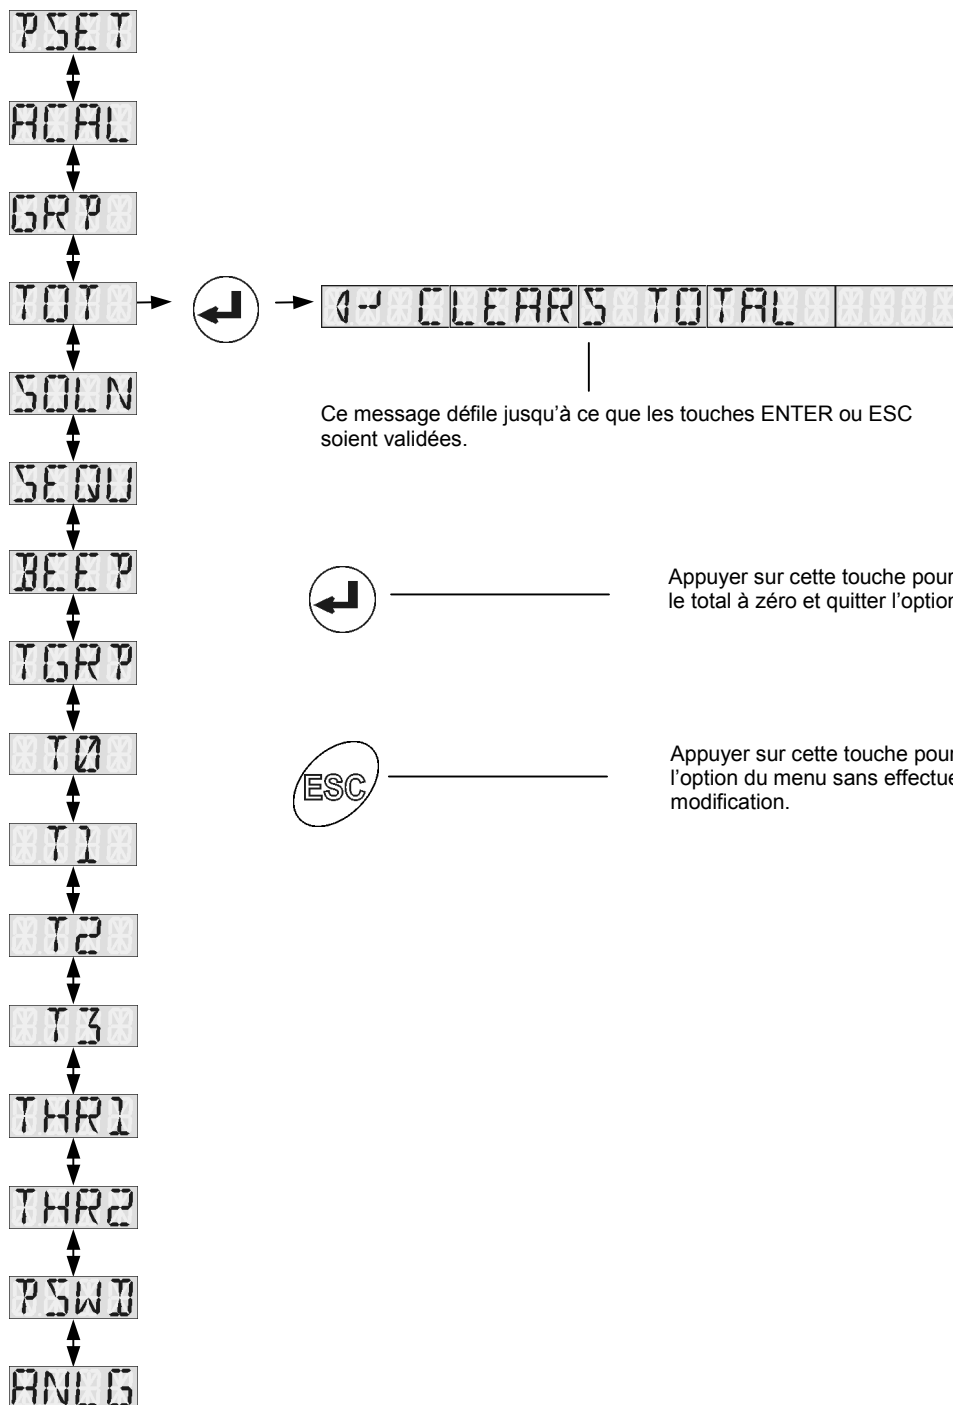 PSET
ACAL
GRP
TOT
↵ CLEARS TOTAL
Ce message défile jusqu'à ce que les touches ENTER ou ESC
soient validées.
SOLN
SEQU
BEEP
Appuyer sur cette touche pour
le total à zéro et quitter l'option
TGRP
T0
ESC
Appuyer sur cette touche pour
l'option du menu sans effectue
modification.
T1
T2
T3
THR1
THR2
PSWD
ANLG